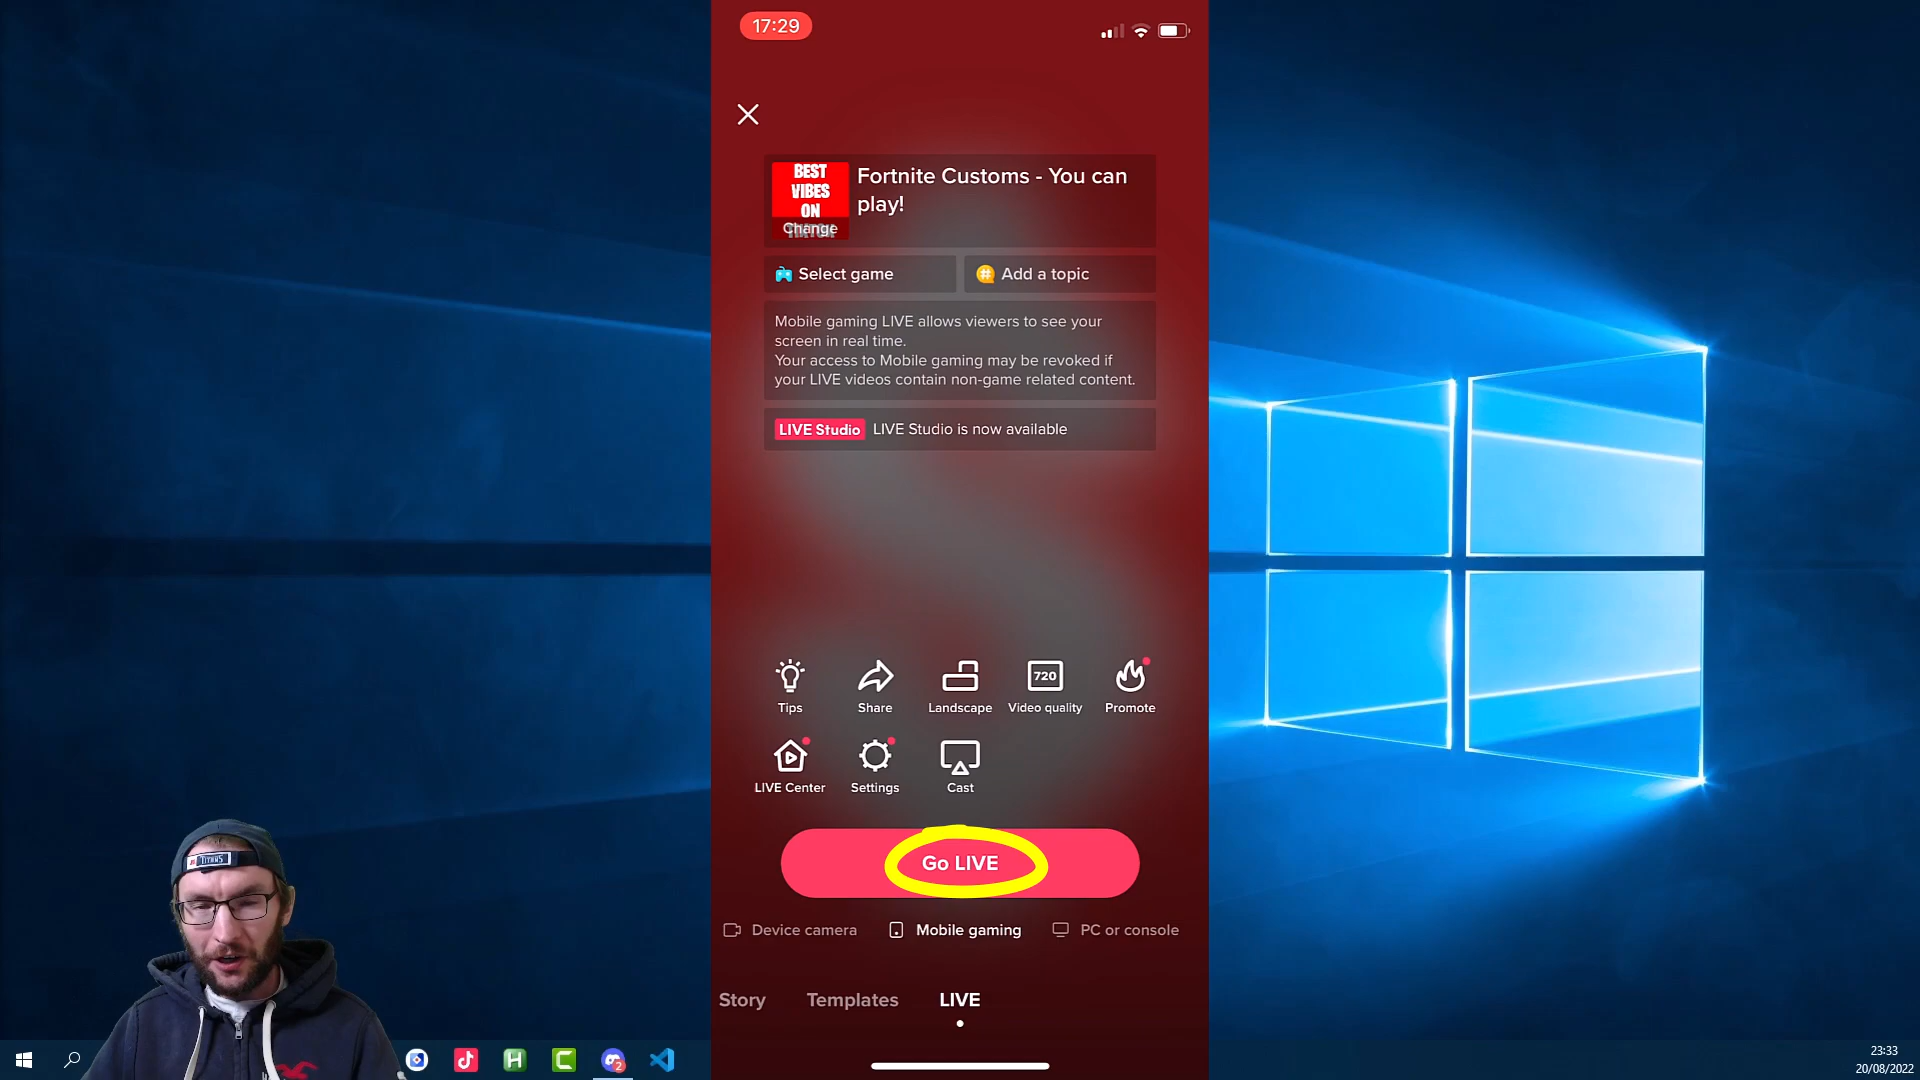 17:29
BEST
VIBES
ON
Change
Fortnite Customs - You can
play!
Select game
Add a topic
Mobile gaming LIVE allows viewers to see your
screen in real time.
Your access to Mobile gaming may be revoked if
your LIVE videos contain non-game related content.
LIVE Studio LIVE Studio is now available
720
Tips
Share
Landscape
Video quality
Promote
LIVE Center
Settings
Cast
Go LIVE
Device camera
Mobile gaming
PC or console
Story
Templates
LIVE
TITANS
2
23:33
20/08/2022